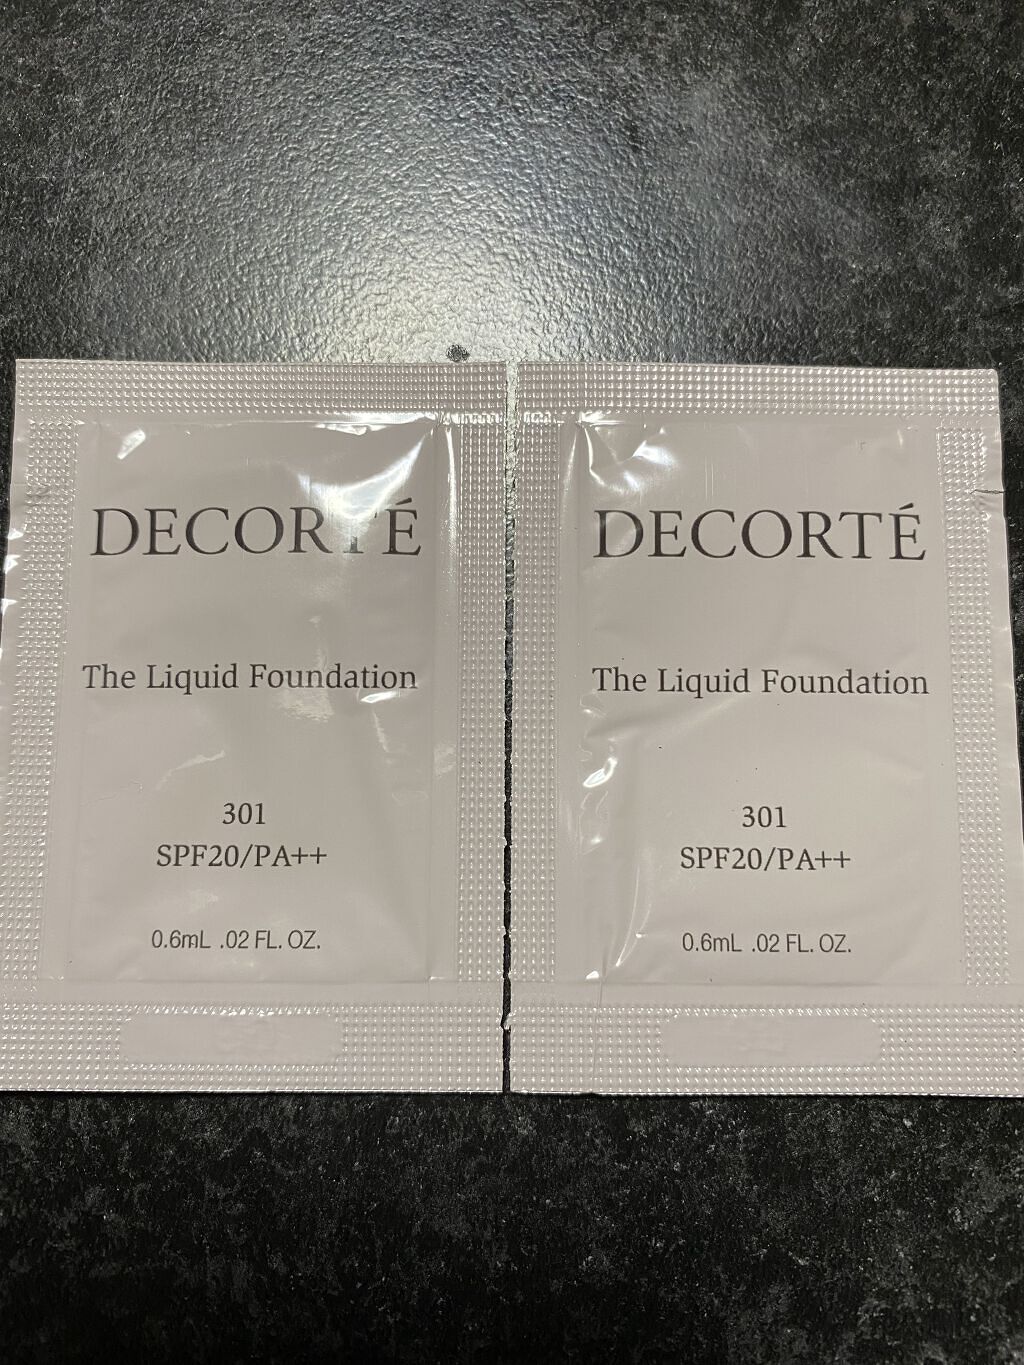 DECORTÉ
The Liquid Foundation
301
SPF20/PA++
0.6mL .02 FL. OZ.
DECORTÉ
The Liquid Foundation
301
SPF20/PA++
0.6mL .02 FL. OZ.